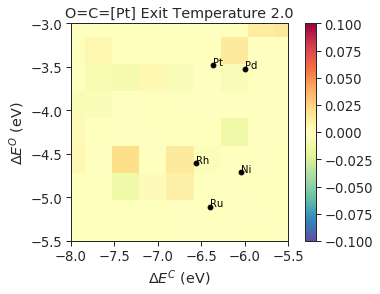 O=C=[Pt] Exit Temperature 2.0
−3.0
−3.5
−4.0
−4.5
−5.0
−5.5
ΔE^O (eV)
Pt
Pd
Rh
Ni
Ru
−8.0 −7.5 −7.0 −6.5 −6.0 −5.5
ΔE^C (eV)
0.100
0.075
0.050
0.025
0.000
−0.025
−0.050
−0.075
−0.100